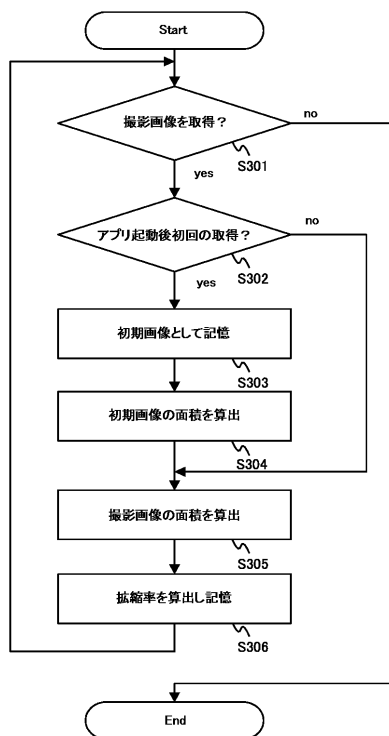 Start
撮影画像を取得？
no
S301
yes
アプリ起動後初回の取得？
no
S302
yes
初期画像として記憶
S303
初期画像の面積を算出
S304
撮影画像の面積を算出
S305
拡縮率を算出し記憶
S306
End